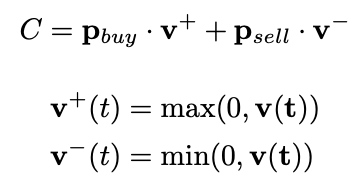 C = p_buy · v⁺ + p_sell · v⁻
v⁺(t) = max(0, v(t))
v⁻(t) = min(0, v(t))